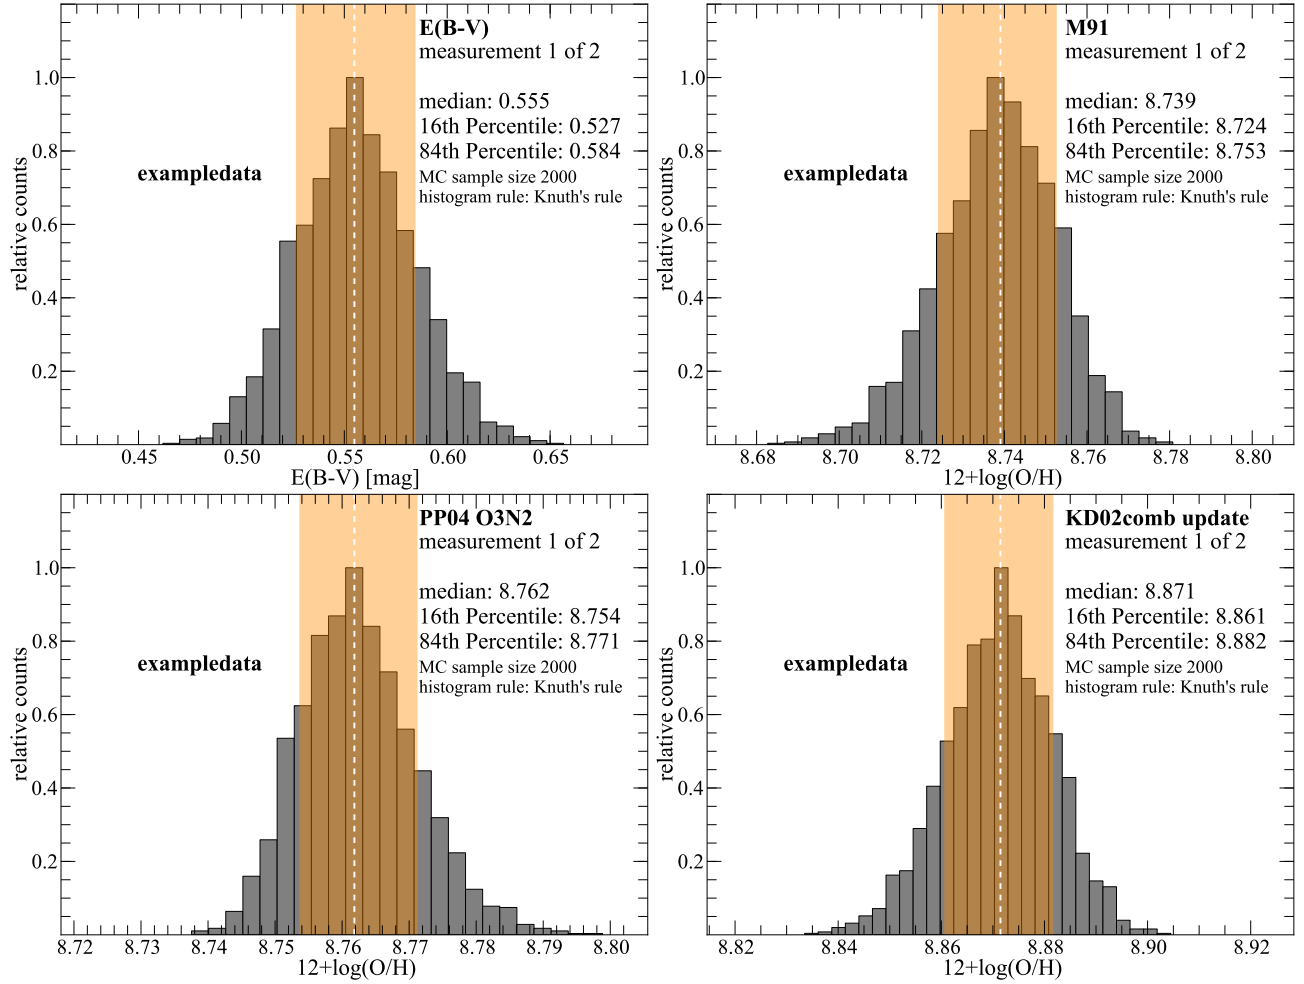 E(B-V)
measurement 1 of 2
median: 0.555
16th Percentile: 0.527
84th Percentile: 0.584
MC sample size 2000
histogram rule: Knuth's rule
exampledata
relative counts
1.0
0.8
0.6
0.4
0.2
0.45 0.50 0.55 0.60 0.65
E(B-V) [mag]
M91
measurement 1 of 2
median: 8.739
16th Percentile: 8.724
84th Percentile: 8.753
MC sample size 2000
histogram rule: Knuth's rule
exampledata
relative counts
1.0
0.8
0.6
0.4
0.2
8.68 8.70 8.72 8.74 8.76 8.78 8.80
12+log(O/H)
PP04 O3N2
measurement 1 of 2
median: 8.762
16th Percentile: 8.754
84th Percentile: 8.771
MC sample size 2000
histogram rule: Knuth's rule
exampledata
relative counts
1.0
0.8
0.6
0.4
0.2
8.72 8.73 8.74 8.75 8.76 8.77 8.78 8.79 8.80
12+log(O/H)
KD02comb update
measurement 1 of 2
median: 8.871
16th Percentile: 8.861
84th Percentile: 8.882
MC sample size 2000
histogram rule: Knuth's rule
exampledata
relative counts
1.0
0.8
0.6
0.4
0.2
8.82 8.84 8.86 8.88 8.90 8.92
12+log(O/H)